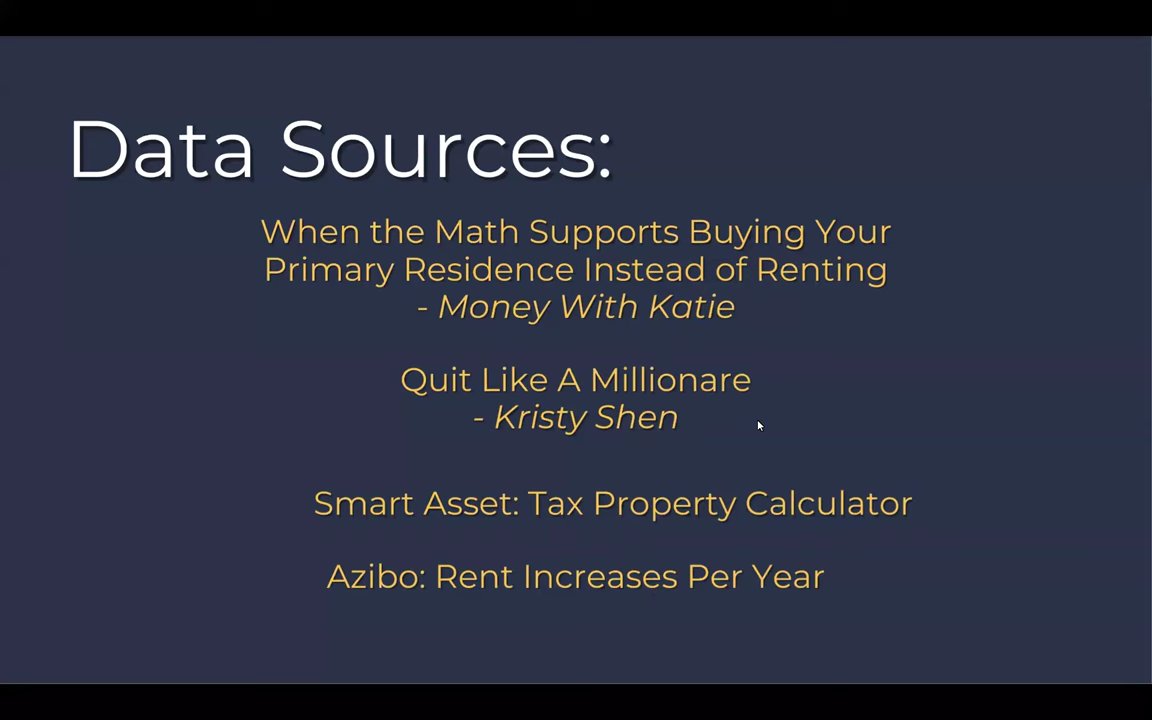 Data Sources:
When the Math Supports Buying Your
Primary Residence Instead of Renting
- Money With Katie
Quit Like A Millionare
- Kristy Shen
Smart Asset: Tax Property Calculator
Azibo: Rent Increases Per Year